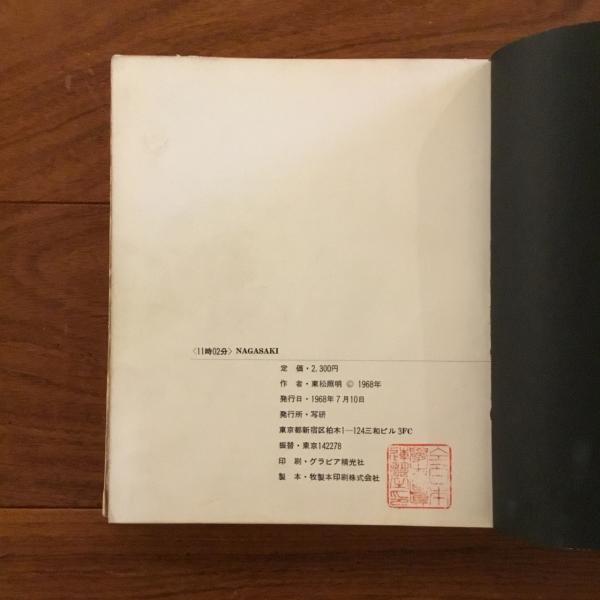 〈11時02分〉 NAGASAKI
定　価・2,300円
作　者・東松照明 © 1968年
発行日・1968年7月10日
発行所・写研
東京都新宿区柏木1—124三和ビル 3FC
振替・東京142278
印　刷・グラビア精光社
製　本・牧製本印刷株式会社